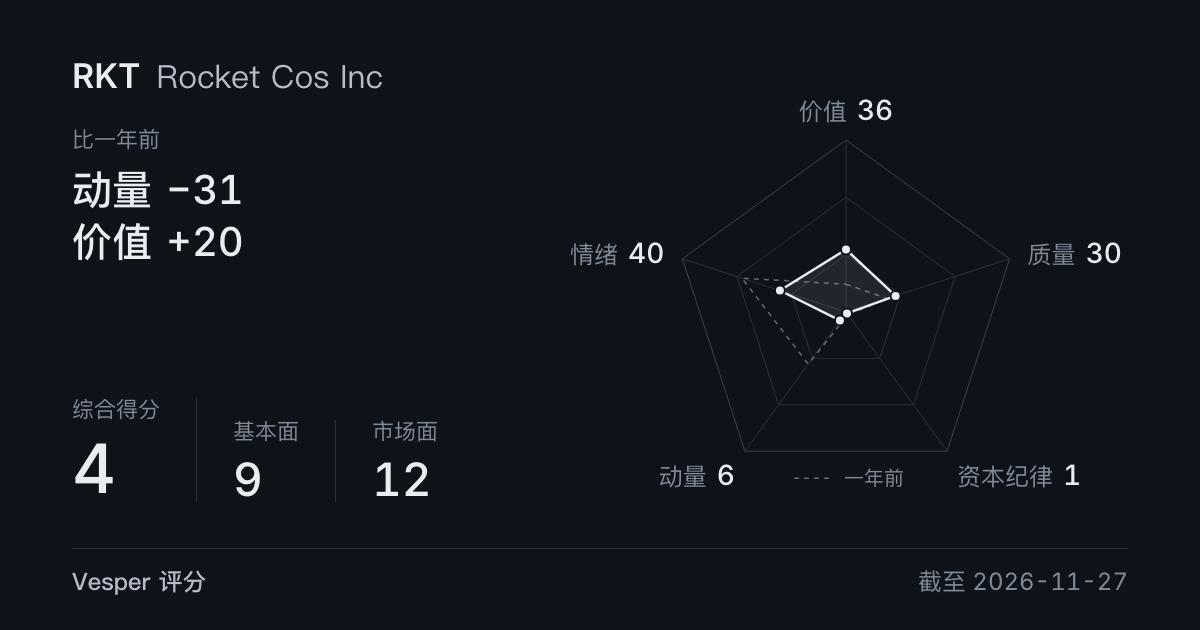 RKT Rocket Cos Inc
比一年前
动量 −31
价值 +20
价值 36
情绪 40
质量 30
动量 6
---- 一年前
资本纪律 1
综合得分
4
基本面
9
市场面
12
Vesper 评分
截至 2026-11-27